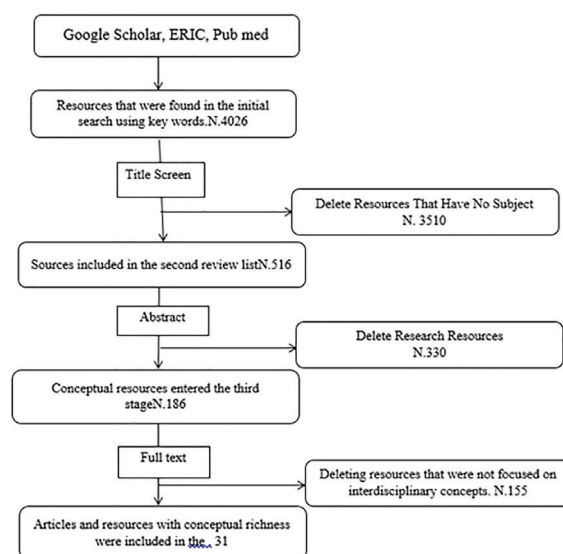 Google Scholar, ERIC, Pub med
Resources that were found in the initial
search using key words.N.4026
Title Screen
Delete Resources That Have No Subject
N. 3510
Sources included in the second review listN.516
Abstract
Delete Research Resources
N.330
Conceptual resources entered the third
stageN.186
Full text
Deleting resources that were not focused on
interdisciplinary concepts. N.155
Articles and resources with conceptual richness
were included in the.. 31